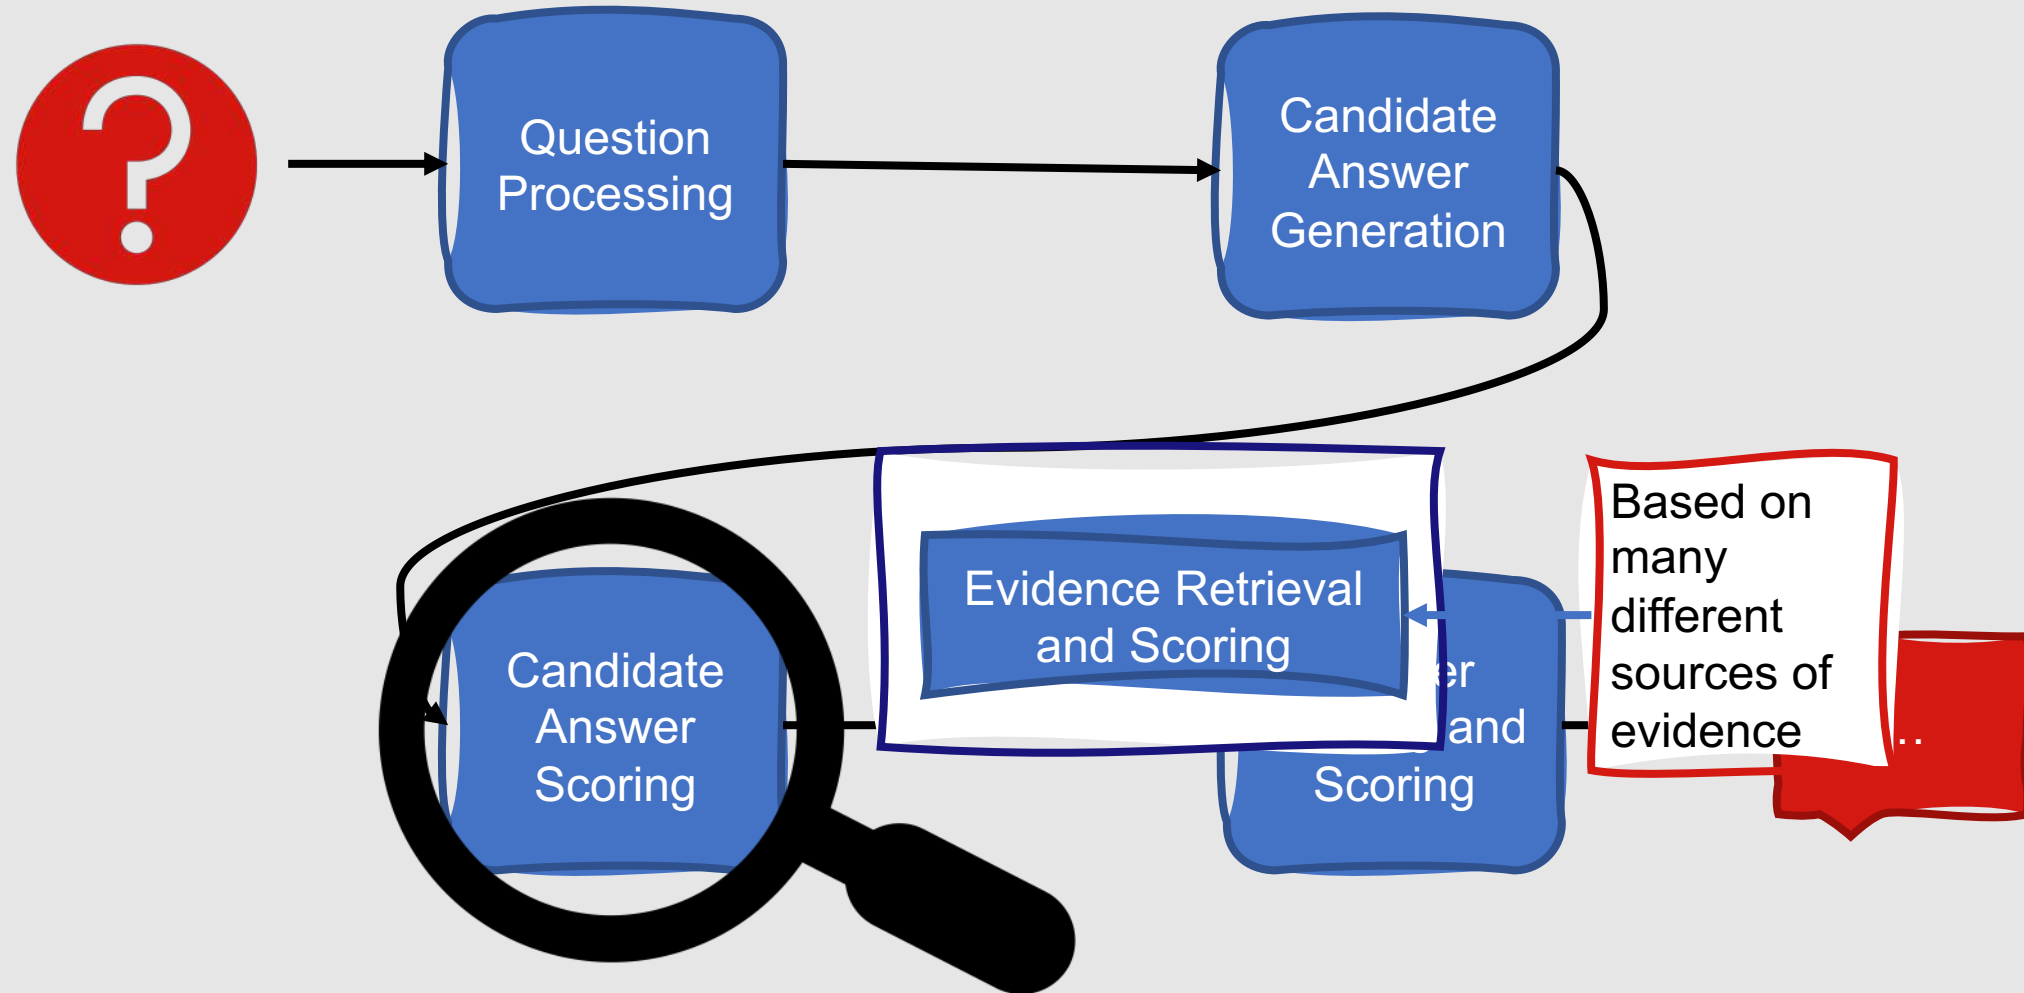 ?
Question
Processing
Candidate
Answer
Generation
Candidate
Answer
Scoring
Evidence Retrieval
and Scoring
er
and
Scoring
Based on
many
different
sources of
evidence
..